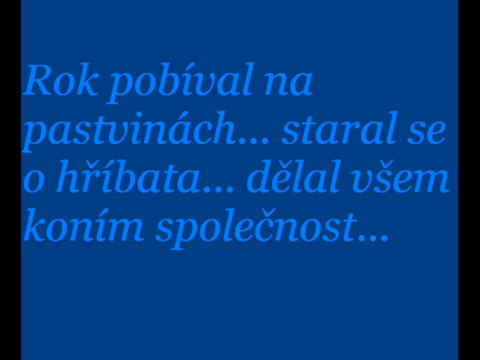 Rok pobíval na
pastvinách... staral se
o hříbata... dělal všem
koním společnost...